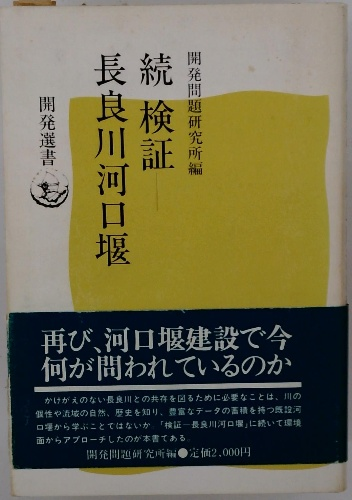 開発問題研究所編
続 検証―
長良川河口堰
開発選書
再び、河口堰建設で今
何が問われているのか
かけがえのない長良川との共存を図るために必要なことは、川の
個性や流域の自然、歴史を知り、豊富なデータの蓄積を持つ既設河
口堰から学ぶことではないか。「検証―長良川河口堰」に続いて環境
面からアプローチしたのが本書である。
開発問題研究所編●定価2,000円